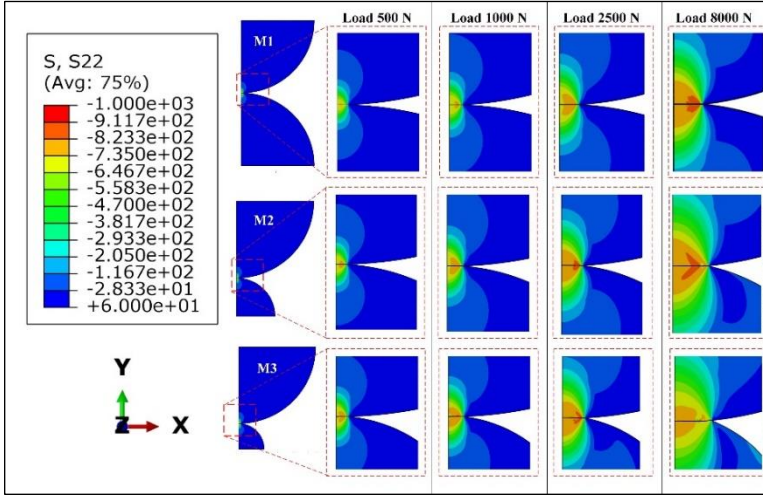 Load 500 N
Load 1000 N
Load 2500 N
Load 8000 N
M1
S, S22
(Avg: 75%)
-1.000e+03
-9.117e+02
-8.233e+02
-7.350e+02
-6.467e+02
-5.583e+02
-4.700e+02
-3.817e+02
-2.933e+02
-2.050e+02
-1.167e+02
-2.833e+01
+6.000e+01
M2
M3
Y
Z
X